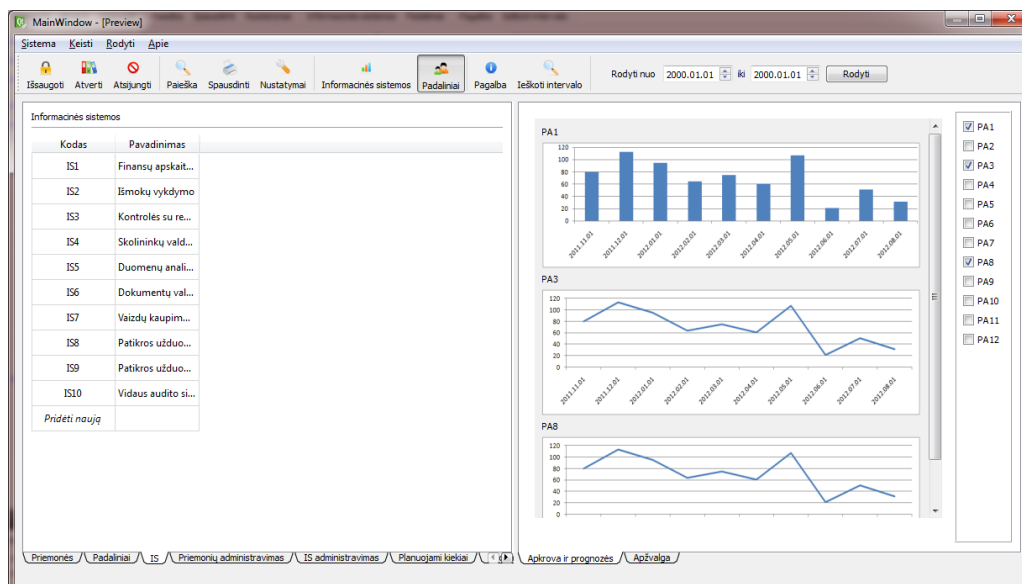 MainWindow - [Preview]
Sistema Keisti Rodyti Apie
Išsaugoti Atverti Atsijungti Paieška Spausdinti Nustatymai Informacinės sistemos Padaliniai Pagalba Ieškoti intervalo Rodyti nuo 2000.01.01 iki 2000.01.01 Rodyti
Informacinės sistemos
Kodas Pavadinimas
IS1 Finansų apskait...
IS2 Išmokų vykdymo
IS3 Kontrolės su re...
IS4 Skolininkų vald...
IS5 Duomenų anali...
IS6 Dokumentų val...
IS7 Vaizdų kaupim...
IS8 Patikros užduo...
IS9 Patikros užduo...
IS10 Vidaus audito si...
Pridėti naują
Priemonės Padaliniai IS Priemonių administravimas IS administravimas Planuojami kiekiai
PA1
120
100
80
60
40
20
0
2011.11.01 2011.12.01 2012.01.01 2012.02.01 2012.03.01 2012.04.01 2012.05.01 2012.06.01 2012.07.01 2012.08.01
PA3
120
100
80
60
40
20
0
2011.11.01 2011.12.01 2012.01.01 2012.02.01 2012.03.01 2012.04.01 2012.05.01 2012.06.01 2012.07.01 2012.08.01
PA8
120
100
80
60
40
20
0
PA1
PA2
PA3
PA4
PA5
PA6
PA7
PA8
PA9
PA10
PA11
PA12
Apkrova ir prognozės Apžvalga